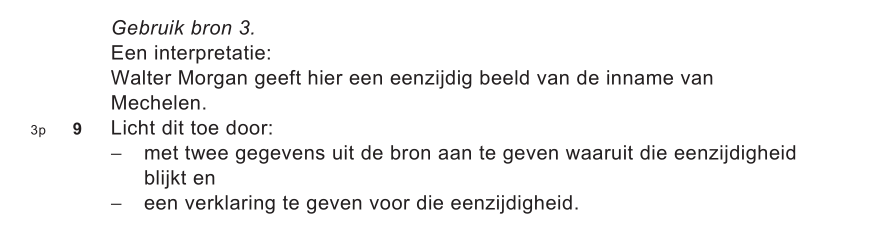 Gebruik bron 3.
Een interpretatie:
Walter Morgan geeft hier een eenzijdig beeld van de inname van
Mechelen.
3p 9 Licht dit toe door:
– met twee gegevens uit de bron aan te geven waaruit die eenzijdigheid
blijkt en
– een verklaring te geven voor die eenzijdigheid.